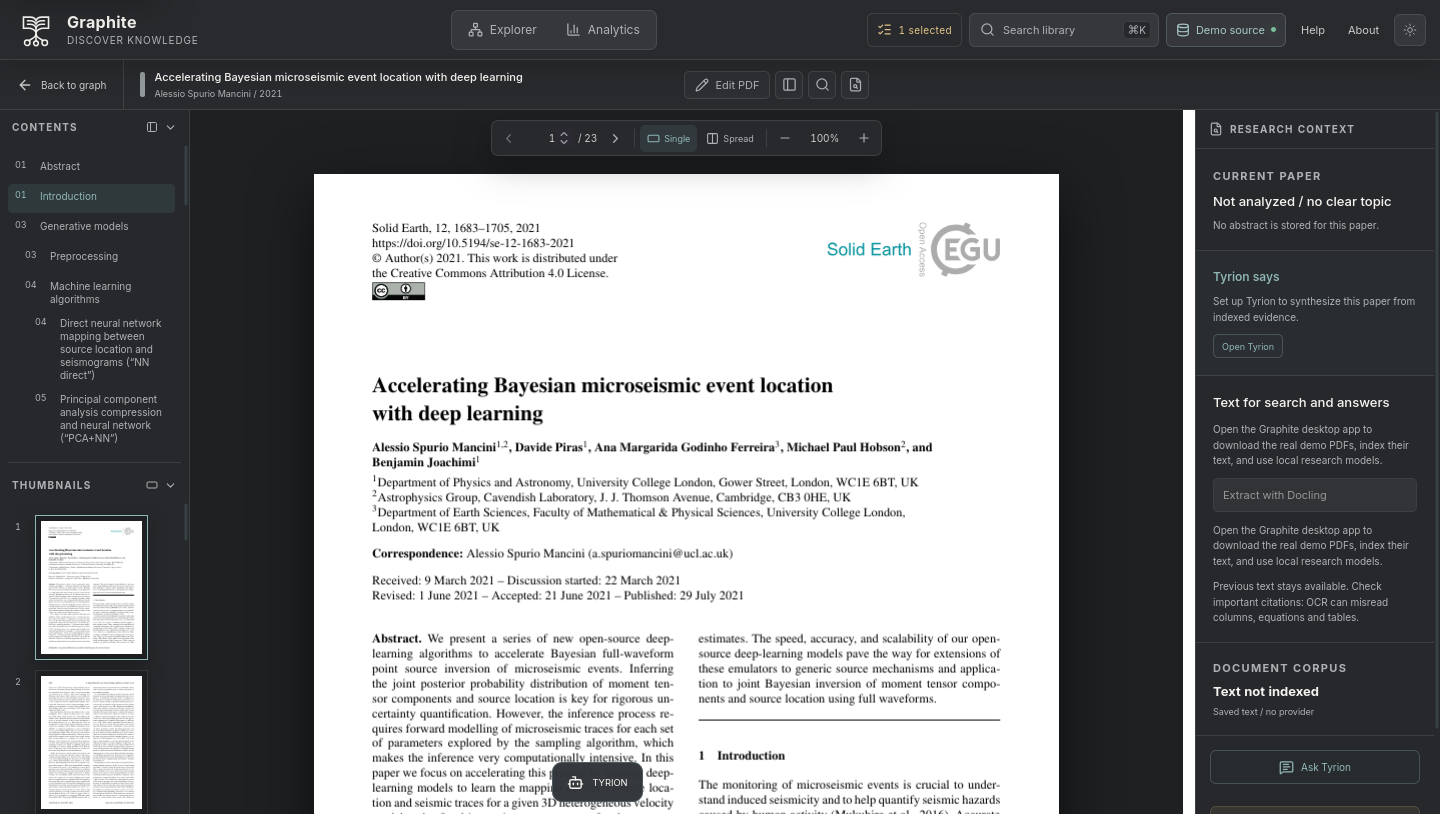 Graphite
DISCOVER KNOWLEDGE
Explorer
Analytics
1 selected
Search library
⌘K
Demo source
Help
About
Back to graph
Accelerating Bayesian microseismic event location with deep learning
Alessio Spurio Mancini / 2021
Edit PDF
CONTENTS
01 Abstract
01 Introduction
03 Generative models
03 Preprocessing
04 Machine learning
algorithms
04 Direct neural network
mapping between
source location and
seismograms (“NN
direct”)
05 Principal component
analysis compression
and neural network
(“PCA+NN”)
THUMBNAILS
1
2
1 / 23
Single
Spread
100%
Solid Earth, 12, 1683–1705, 2021
https://doi.org/10.5194/se-12-1683-2021
© Author(s) 2021. This work is distributed under
the Creative Commons Attribution 4.0 License.
cc BY
Solid Earth
Open Access
EGU
Accelerating Bayesian microseismic event location
with deep learning
Alessio Spurio Mancini1,2, Davide Piras1, Ana Margarida Godinho Ferreira3, Michael Paul Hobson2, and
Benjamin Joachimi1
1Department of Physics and Astronomy, University College London, Gower Street, London, WC1E 6BT, UK
2Astrophysics Group, Cavendish Laboratory, J. J. Thomson Avenue, Cambridge, CB3 0HE, UK
3Department of Earth Sciences, Faculty of Mathematical & Physical Sciences, University College London,
London, WC1E 6BT, UK
Correspondence: Alessio Spurio Mancini (a.spuriomancini@ucl.ac.uk)
Received: 9 March 2021 – Discussion started: 22 March 2021
Revised: 1 June 2021 – Accepted: 21 June 2021 – Published: 29 July 2021
Abstract. We present a series of new open-source deep-
learning algorithms to accelerate Bayesian full-waveform
point source inversion of microseismic events. Inferring
the joint posterior probability distribution of moment ten-
sor components and source location is key for rigorous un-
certainty quantification. However, the inference process re-
quires forward modelling of microseismic traces for each set
of parameters explored by the sampling algorithm, which
makes the inference very computationally intensive. In this
paper we focus on accelerating this deep-
learning models to learn the mapping loca-
tion and seismic traces for a given 3D heterogeneous velocity
estimates. The speed, accuracy, and scalability of our open-
source deep-learning models pave the way for extensions of
these emulators to generic source mechanisms and applica-
tion to joint Bayesian inversion of moment tensor compo-
nents and source location using full waveforms.
1 Introduction
The monitoring of microseismic events is crucial to under-
stand induced seismicity and to help quantify seismic hazards
TYRION
RESEARCH CONTEXT
CURRENT PAPER
Not analyzed / no clear topic
No abstract is stored for this paper.
Tyrion says
Set up Tyrion to synthesize this paper from
indexed evidence.
Open Tyrion
Text for search and answers
Open the Graphite desktop app to
download the real demo PDFs, index their
text, and use local research models.
Extract with Docling
Open the Graphite desktop app to
download the real demo PDFs, index their
text, and use local research models.
Previous text stays available. Check
important citations: OCR can misread
columns, equations and tables.
DOCUMENT CORPUS
Text not indexed
Saved text / no provider
Ask Tyrion